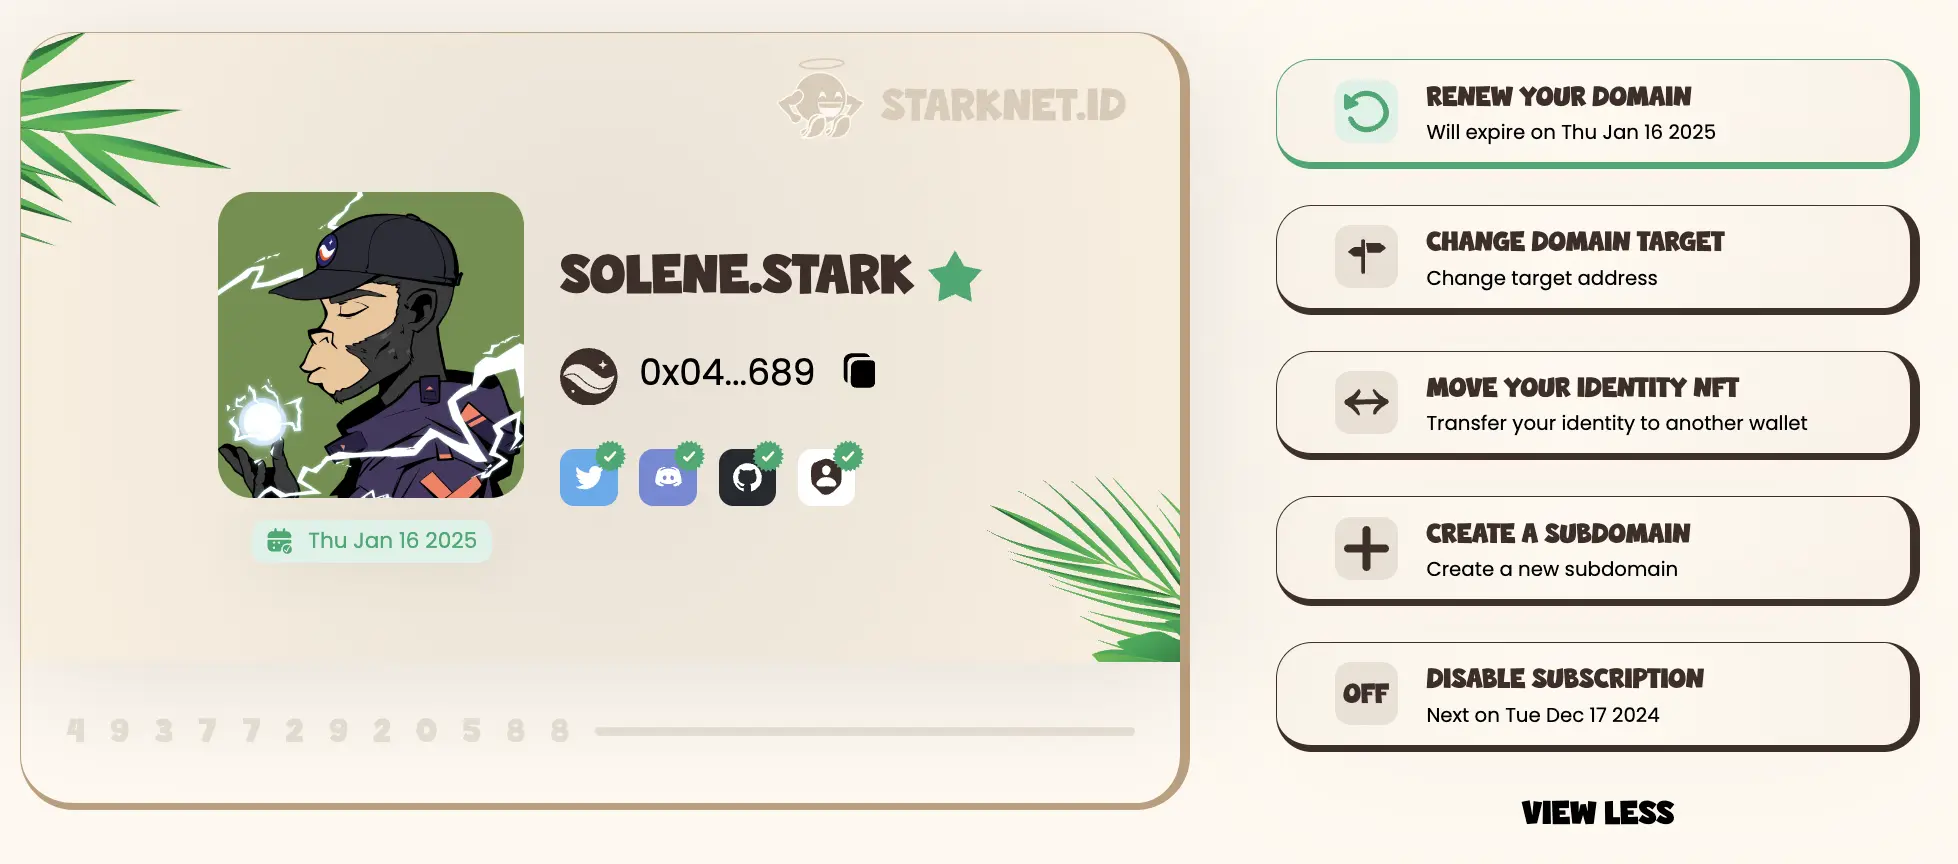 STARKNET.ID
SOLENE.STARK
0x04...689
Thu Jan 16 2025
4 9 3 7 7 2 9 2 0 5 8 8
RENEW YOUR DOMAIN
Will expire on Thu Jan 16 2025
CHANGE DOMAIN TARGET
Change target address
MOVE YOUR IDENTITY NFT
Transfer your identity to another wallet
CREATE A SUBDOMAIN
Create a new subdomain
OFF
DISABLE SUBSCRIPTION
Next on Tue Dec 17 2024
VIEW LESS